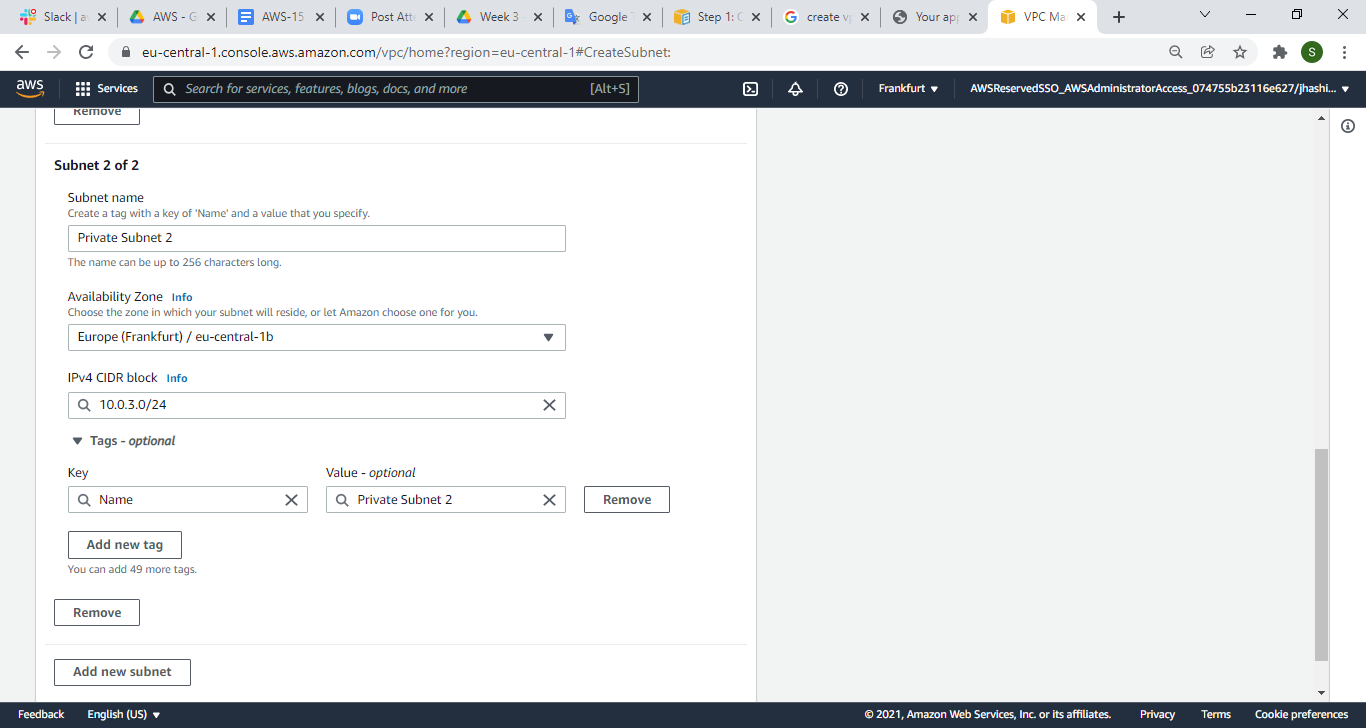 Slack | a
AWS - G
AWS-15
Post Atte
Week 3 -
Google T
Step 1: C
create vp
Your app
VPC Ma
eu-central-1.console.aws.amazon.com/vpc/home?region=eu-central-1#CreateSubnet:
S
aws
Services
Search for services, features, blogs, docs, and more
[Alt+S]
Frankfurt
AWSReservedSSO_AWSAdministratorAccess_074755b23116e627/jhashi...
Remove
Subnet 2 of 2
Subnet name
Create a tag with a key of 'Name' and a value that you specify.
Private Subnet 2
The name can be up to 256 characters long.
Availability Zone Info
Choose the zone in which your subnet will reside, or let Amazon choose one for you.
Europe (Frankfurt) / eu-central-1b
IPv4 CIDR block Info
10.0.3.0/24
Tags - optional
Key
Value - optional
Name
Private Subnet 2
Remove
Add new tag
You can add 49 more tags.
Remove
Add new subnet
Feedback
English (US)
© 2021, Amazon Web Services, Inc. or its affiliates.
Privacy
Terms
Cookie preferences